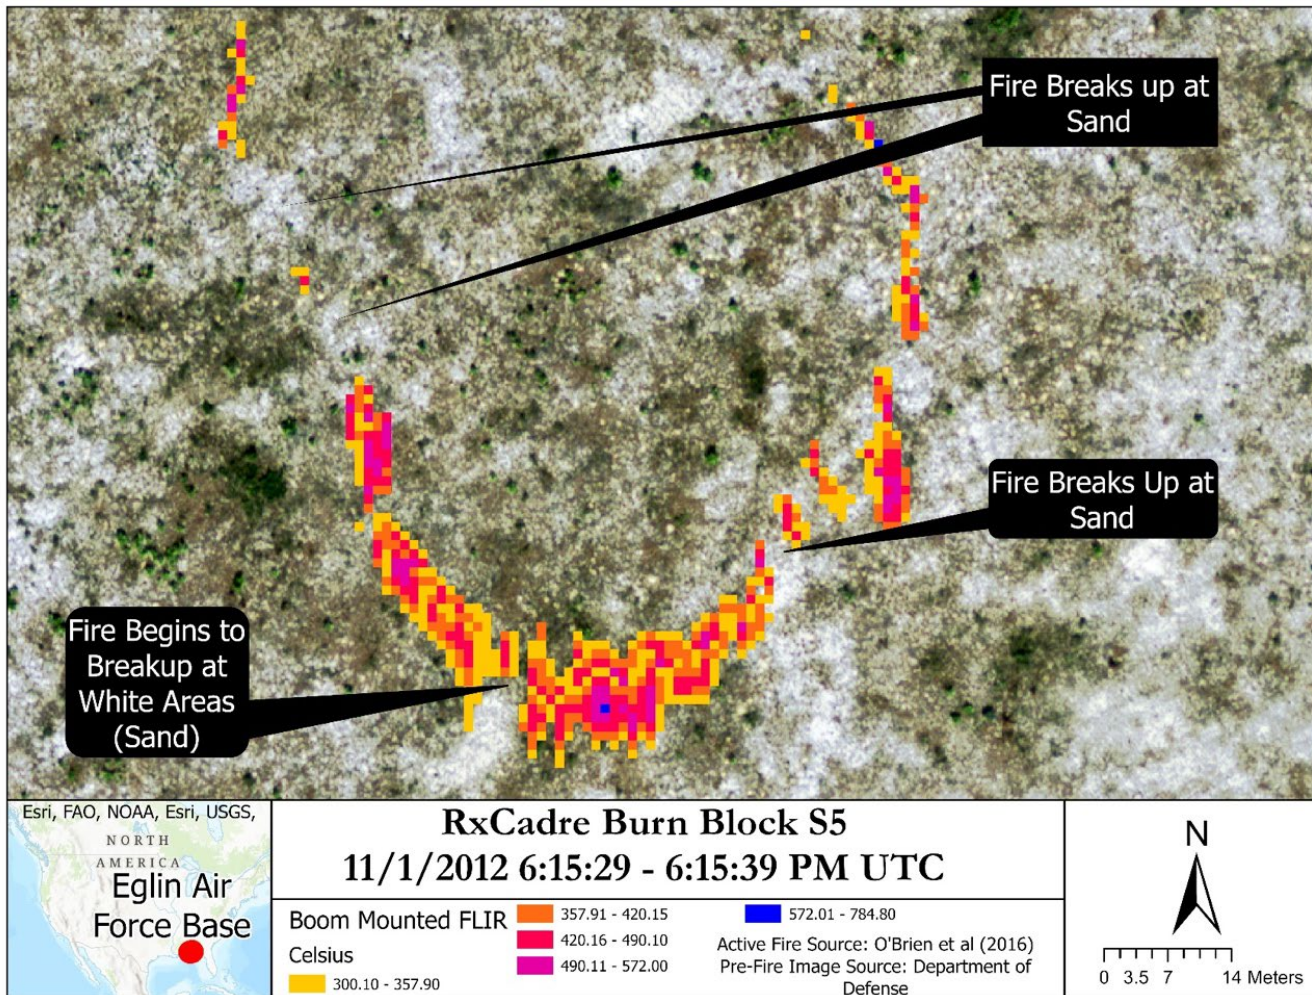 Fire Breaks up at
Sand
Fire Breaks Up at
Sand
Fire Begins to
Breakup at
White Areas
(Sand)
Esri, FAO, NOAA, Esri, USGS,
NORTH
AMERICA
Eglin Air
Force Base
RxCadre Burn Block S5
11/1/2012 6:15:29 - 6:15:39 PM UTC
Boom Mounted FLIR
Celsius
300.10 - 357.90
357.91 - 420.15
420.16 - 490.10
490.11 - 572.00
572.01 - 784.80
Active Fire Source: O'Brien et al (2016)
Pre-Fire Image Source: Department of
Defense
N
0 3.5 7 14 Meters